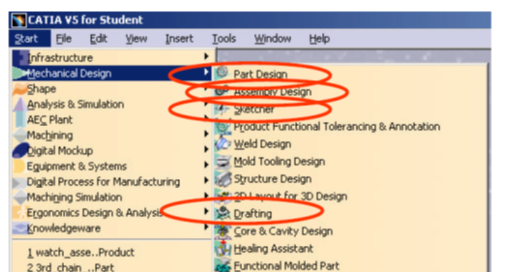 CATIA V5 for Student
Start File Edit View Insert Tools Window Help
Infrastructure
Mechanical Design
Shape
Analysis & Simulation
AEC Plant
Machining
Digital Mockup
Equipment & Systems
Digital Process for Manufacturing
Machining Simulation
Ergonomics Design & Analysis
Knowledgeware
1 watch_asse..Product
2 3rd chain ..Part
Part Design
Assembly Design
Sketcher
Product Functional Tolerancing & Annotation
Weld Design
Mold Tooling Design
Structure Design
2D Layout for 3D Design
Drafting
Core & Cavity Design
Healing Assistant
Functional Molded Part